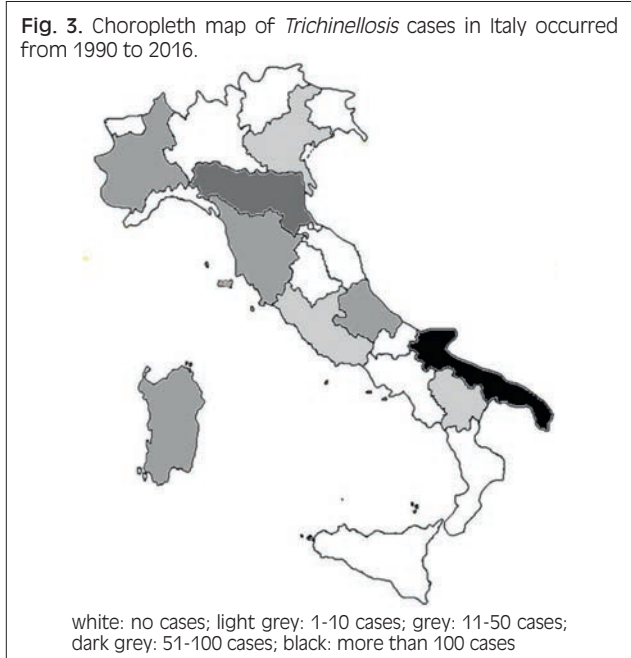 Fig. 3. Choropleth map of Trichinellosis cases in Italy occurred
from 1990 to 2016.
white: no cases; light grey: 1-10 cases; grey: 11-50 cases;
dark grey: 51-100 cases; black: more than 100 cases